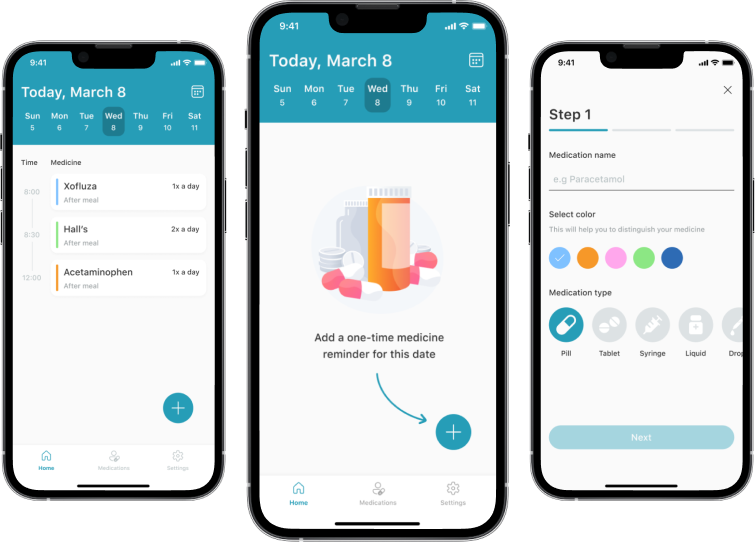 9:41
Today, March 8
Sun Mon Tue Wed Thu Fri Sat
5 6 7 8 9 10 11
Time Medicine
8:00
Xofluza 1x a day
After meal
8:30
Hall's 2x a day
After meal
12:00
Acetaminophen 1x a day
After meal
Home Medications Settings
9:41
Today, March 8
Sun Mon Tue Wed Thu Fri Sat
5 6 7 8 9 10 11
Add a one-time medicine
reminder for this date
Home Medications Settings
9:41
Step 1
Medication name
e.g Paracetamol
Select color
This will help you to distinguish your medicine
Medication type
Pill Tablet Syringe Liquid
Next